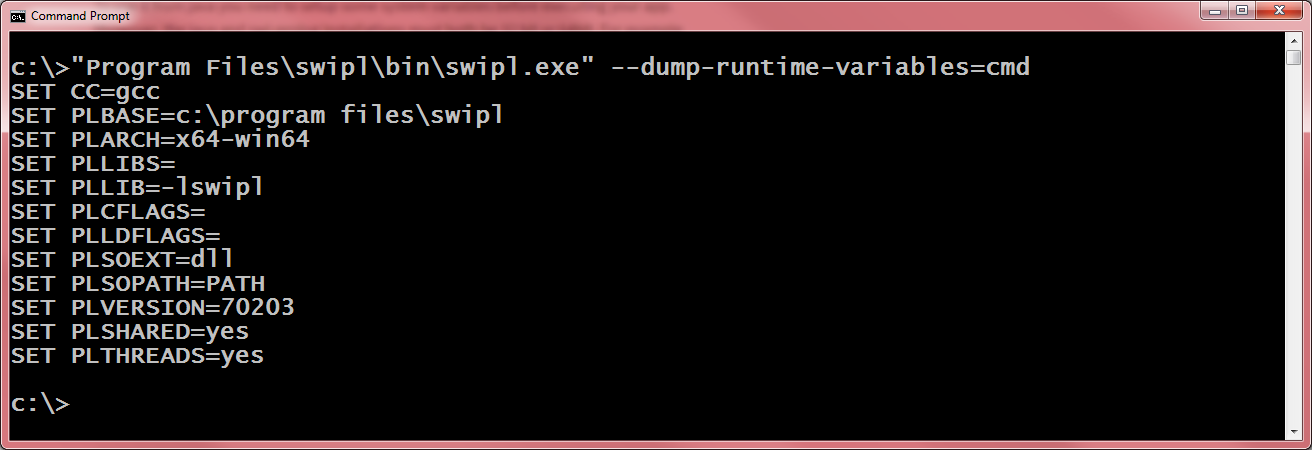 Command Prompt
c:\>"Program Files\swipl\bin\swipl.exe" --dump-runtime-variables=cmd
SET CC=gcc
SET PLBASE=c:\program files\swipl
SET PLARCH=x64-win64
SET PLLIBS=
SET PLLIB=-lswipl
SET PLCFLAGS=
SET PLLDFLAGS=
SET PLSOEXT=dll
SET PLSOPATH=PATH
SET PLVERSION=70203
SET PLSHARED=yes
SET PLTHREADS=yes
c:\>